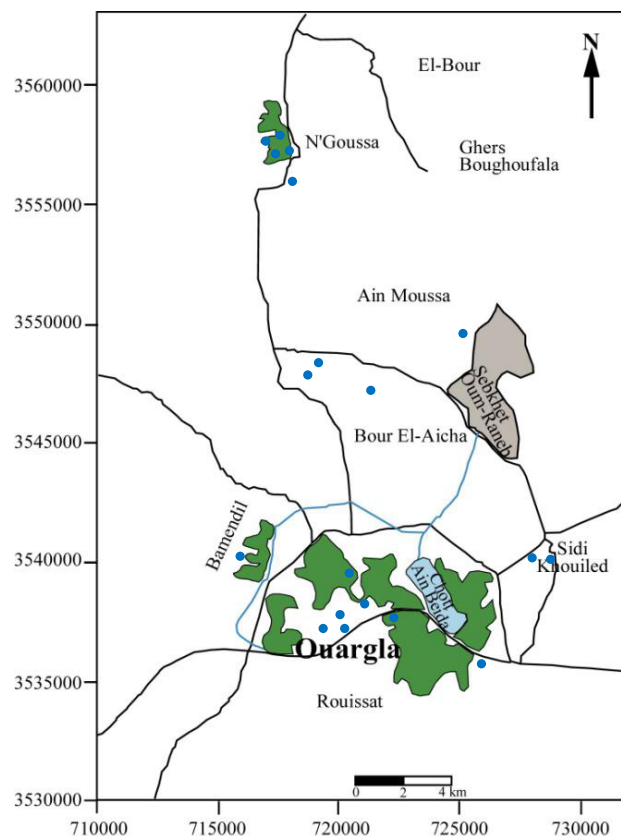 N
El-Bour
N'Goussa
Ghers
Boughoufala
Ain Moussa
Sebkhet
Oum-Raneb
Bour El-Aicha
Bamendil
Sidi
Khouiled
Chott
Ain Beida
Ouargla
Rouissat
0 2 4 km
3560000
3555000
3550000
3545000
3540000
3535000
3530000
710000 715000 720000 725000 730000